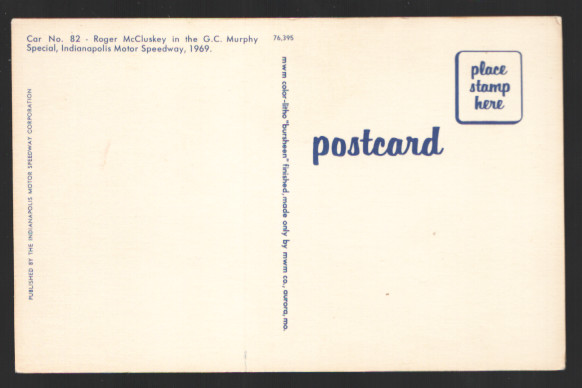 Car No. 82 - Roger McCluskey in the G.C. Murphy
Special, Indianapolis Motor Speedway, 1969.
76,395
PUBLISHED BY THE INDIANAPOLIS MOTOR SPEEDWAY CORPORATION
mwm color-litho "bursheen" finished, made only by mwm co., aurora, mo.
place
stamp
here
postcard